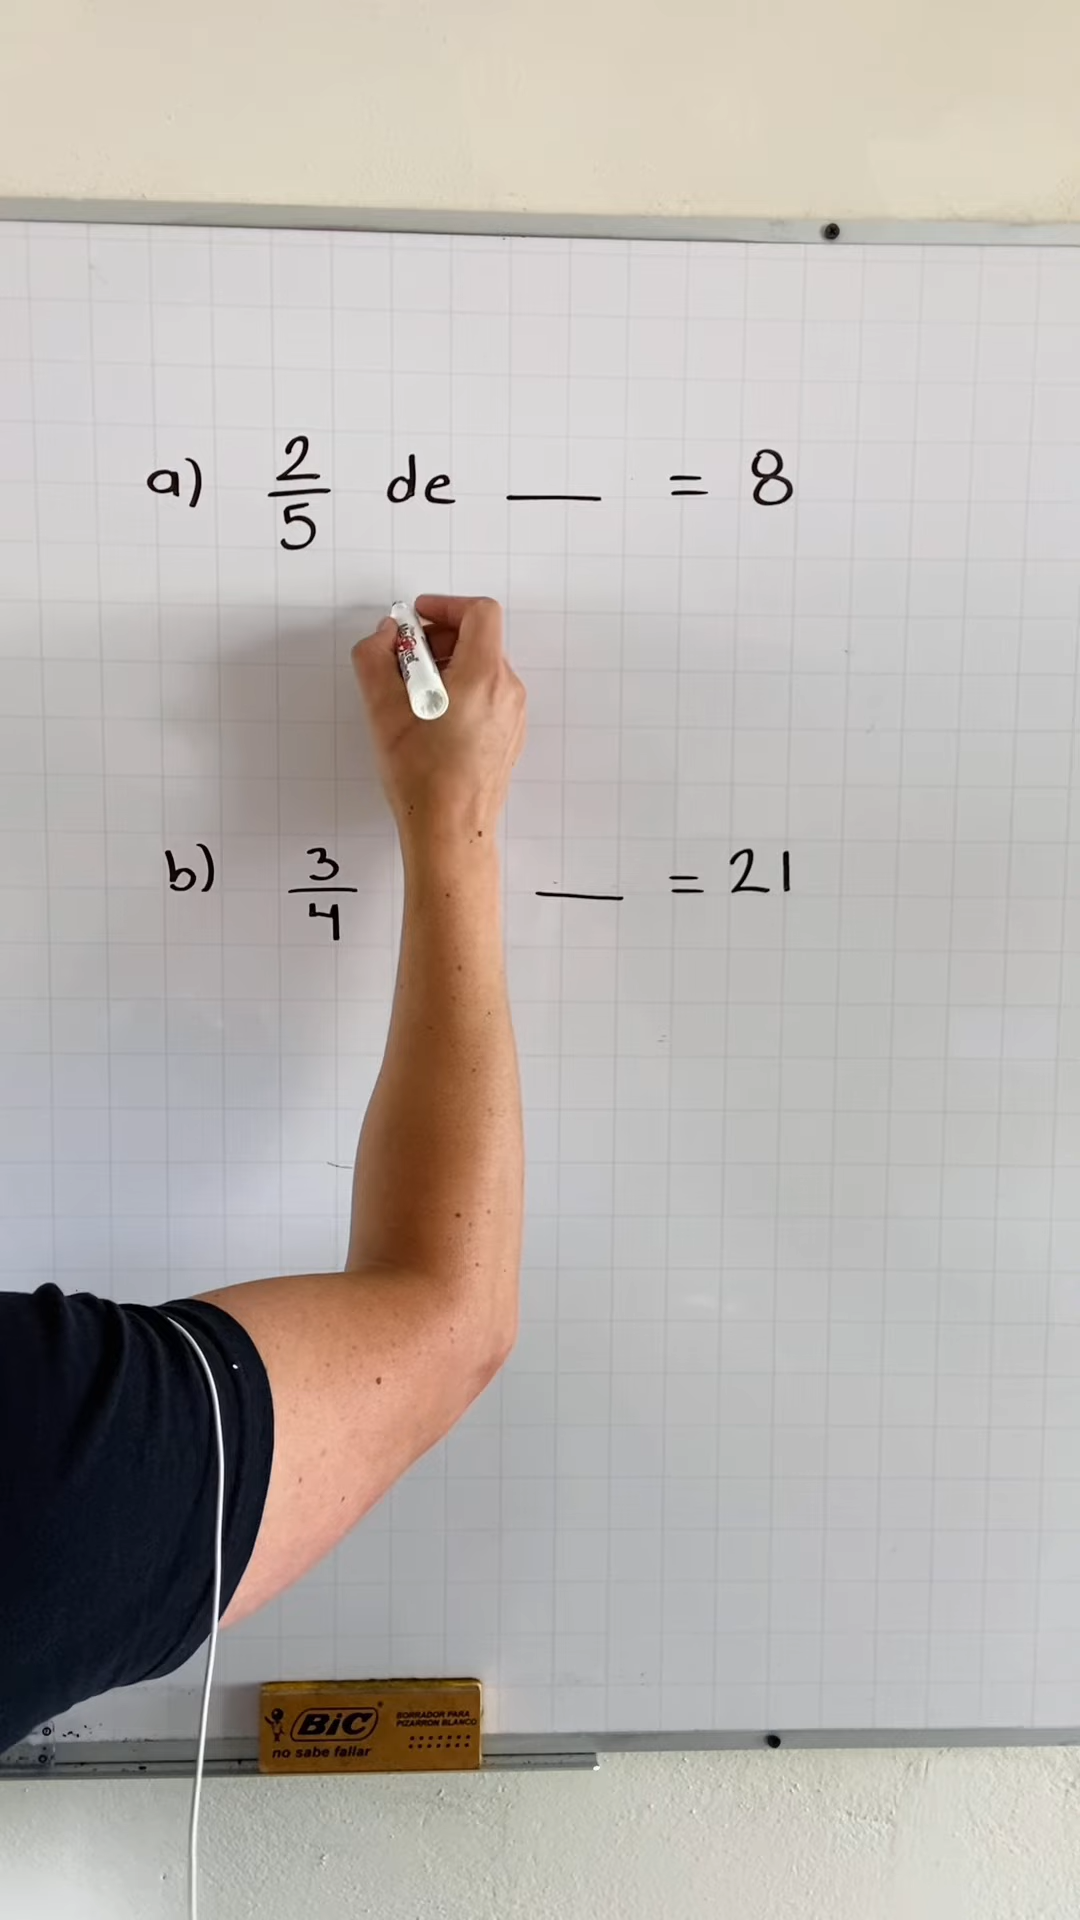 a) 2/5 de ___ = 8
b) 3/4 ___ = 21
BiC
no sabe fallar
BORRADOR PARA
PIZARRON BLANCO